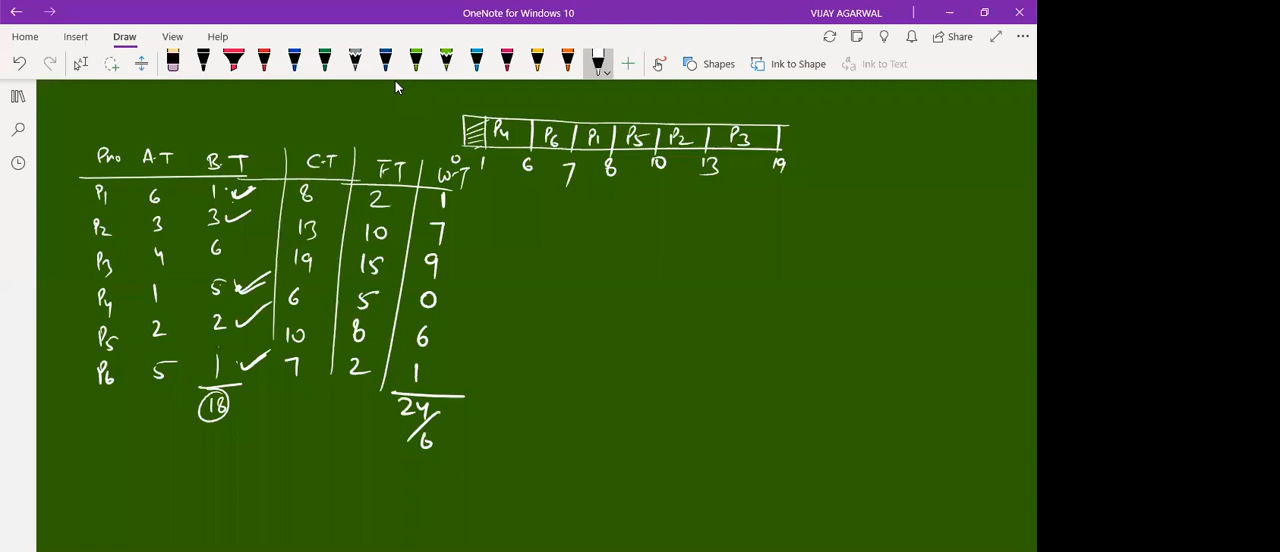 OneNote for Windows 10
VIJAY AGARWAL
Home Insert Draw View Help
Share
Shapes Ink to Shape Ink to Text
P4 P6 P1 P5 P2 P3
0 1 6 7 8 10 13 19
Pno A.T B.T C.T F.T W.T
P1 6 1 8 2 1
P2 3 3 13 10 7
P3 4 6 19 15 9
P4 1 5 6 5 0
P5 2 2 10 8 6
P6 5 1 7 2 1
18 24/6